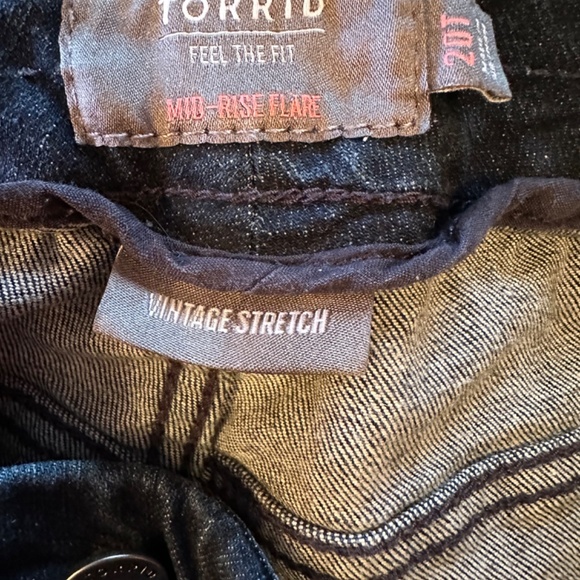 TORRID
FEEL THE FIT
MID-RISE FLARE
20T
VINTAGE STRETCH